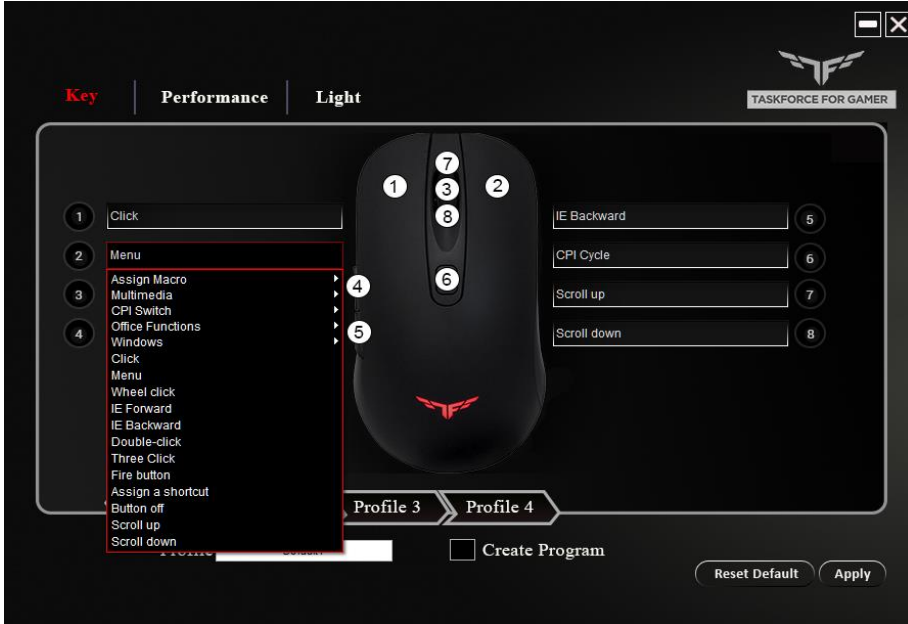 Key
Performance
Light
TASKFORCE FOR GAMER
1
Click
2
Menu
3
4
Assign Macro
Multimedia
CPI Switch
Office Functions
Windows
Click
Menu
Wheel click
IE Forward
IE Backward
Double-click
Three Click
Fire button
Assign a shortcut
Button off
Scroll up
Scroll down
7
1
3
2
8
6
4
5
IE Backward
5
CPI Cycle
6
Scroll up
7
Scroll down
8
Profile 3
Profile 4
Create Program
Reset Default
Apply